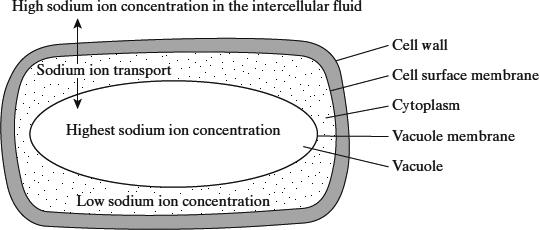 High sodium ion concentration in the intercellular fluid
Cell wall
Sodium ion transport
Cell surface membrane
Cytoplasm
Highest sodium ion concentration
Vacuole membrane
Vacuole
Low sodium ion concentration